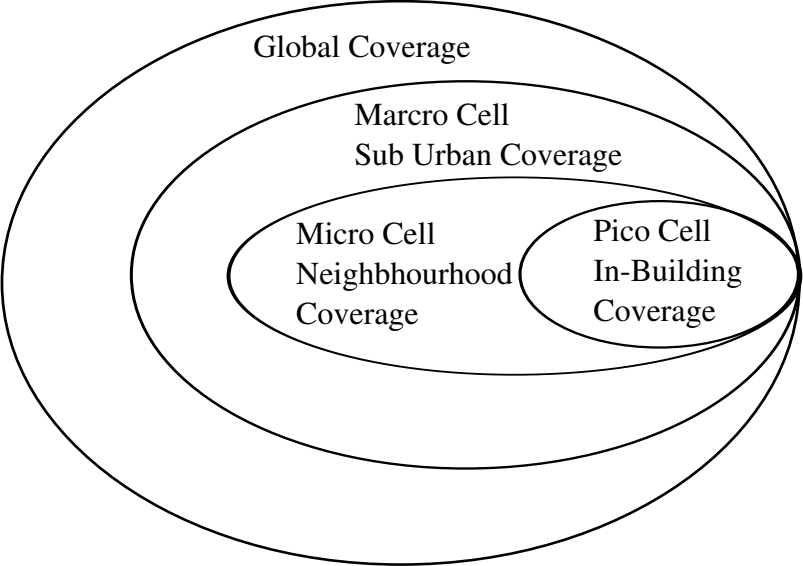 Global Coverage
Marcro Cell
Sub Urban Coverage
Micro Cell
Neighbhourhood
Coverage
Pico Cell
In-Building
Coverage